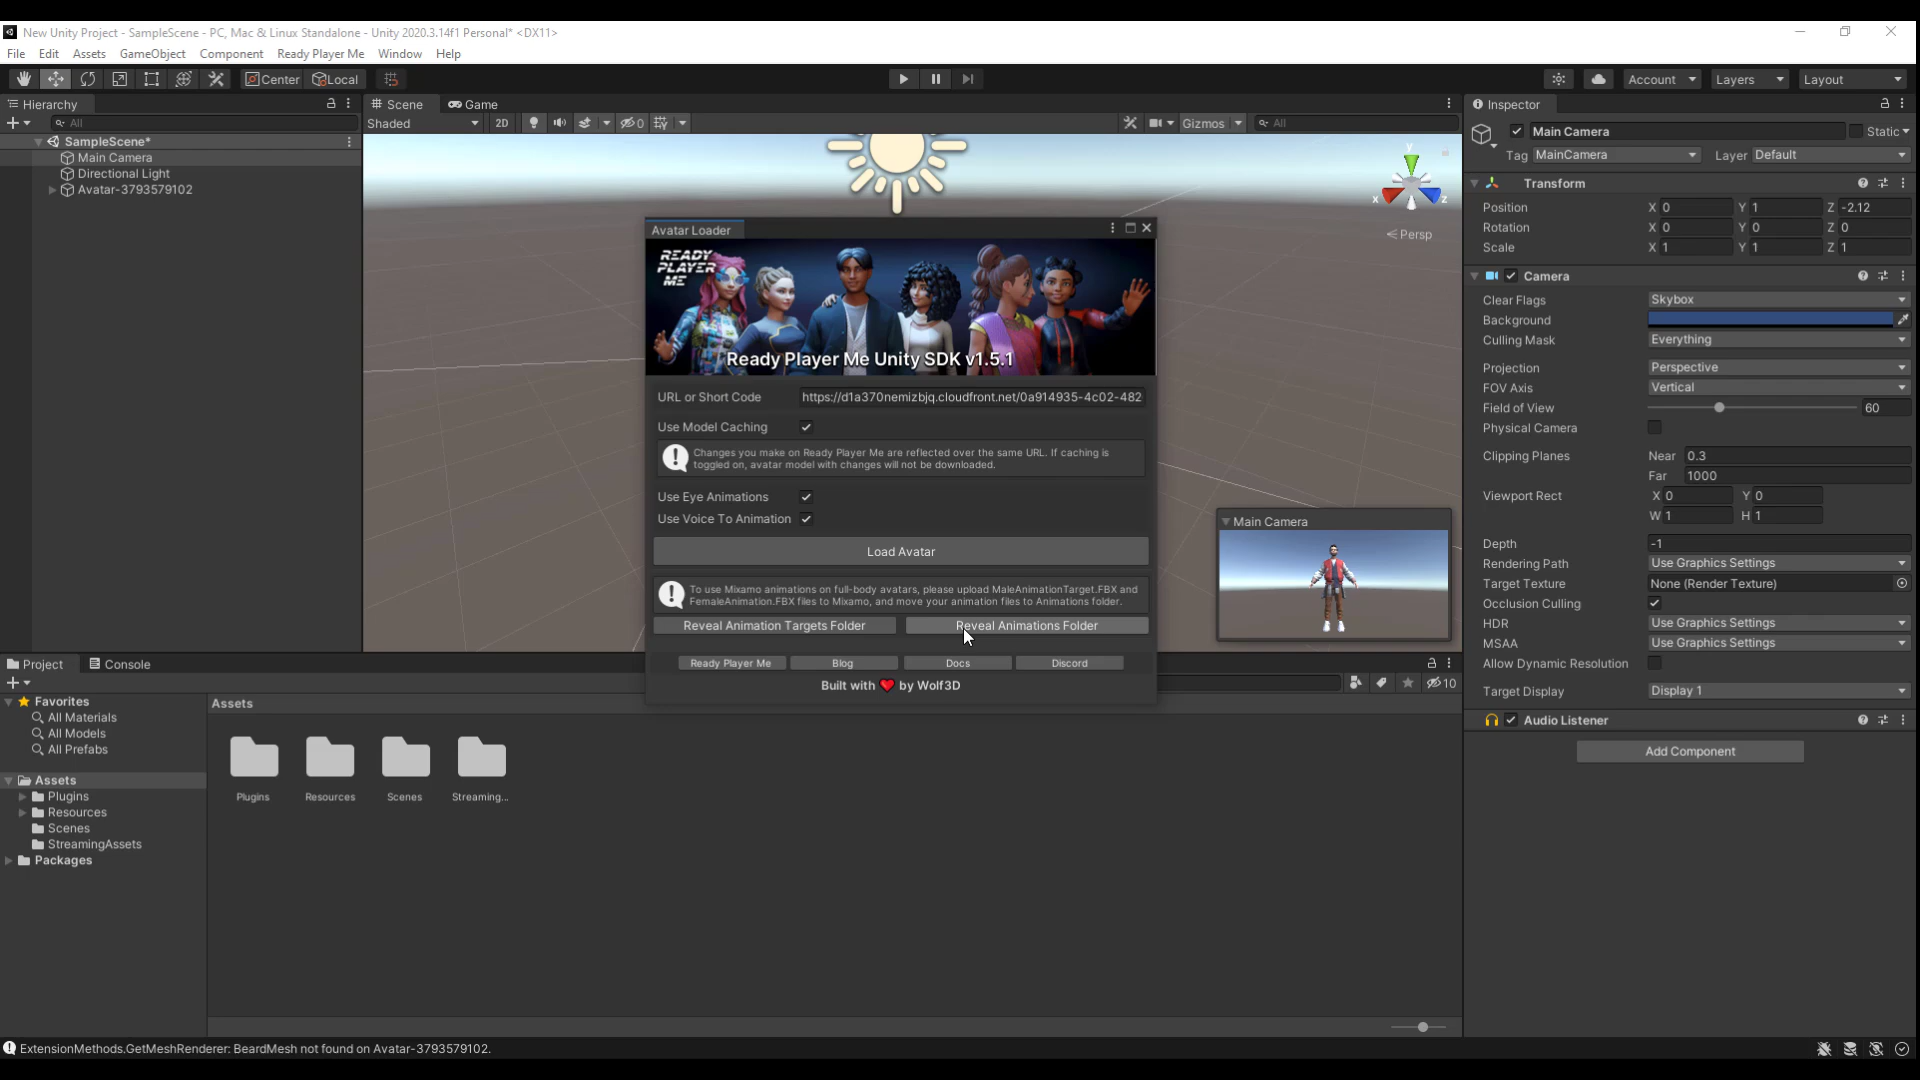 New Unity Project - SampleScene - PC, Mac & Linux Standalone - Unity 2020.3.14f1 Personal* <DX11>
File Edit Assets GameObject Component Ready Player Me Window Help
Center Local Account Layers Layout
Hierarchy
All
SampleScene*
Main Camera
Directional Light
Avatar-3793579102
Scene Game
Shaded 2D 0 Gizmos All
y
x z
Persp
Avatar Loader
READY
PLAYER
ME
Ready Player Me Unity SDK v1.5.1
URL or Short Code https://d1a370nemizbjq.cloudfront.net/0a914935-4c02-482
Use Model Caching
Changes you make on Ready Player Me are reflected over the same URL. If caching is
toggled on, avatar model with changes will not be downloaded.
Use Eye Animations
Use Voice To Animation
Load Avatar
To use Mixamo animations on full-body avatars, please upload MaleAnimationTarget.FBX and
FemaleAnimation.FBX files to Mixamo, and move your animation files to Animations folder.
Reveal Animation Targets Folder Reveal Animations Folder
Ready Player Me Blog Docs Discord
Built with ❤ by Wolf3D
Main Camera
Inspector
Main Camera Static
Tag MainCamera Layer Default
Transform
Position X 0 Y 1 Z -2.12
Rotation X 0 Y 0 Z 0
Scale X 1 Y 1 Z 1
Camera
Clear Flags Skybox
Background
Culling Mask Everything
Projection Perspective
FOV Axis Vertical
Field of View 60
Physical Camera
Clipping Planes Near 0.3
Far 1000
Viewport Rect X 0 Y 0
W 1 H 1
Depth -1
Rendering Path Use Graphics Settings
Target Texture None (Render Texture)
Occlusion Culling
HDR Use Graphics Settings
MSAA Use Graphics Settings
Allow Dynamic Resolution
Target Display Display 1
Audio Listener
Add Component
Project Console
10
Favorites
All Materials
All Models
All Prefabs
Assets
Plugins
Resources
Scenes
StreamingAssets
Packages
Assets
Plugins Resources Scenes Streaming...
ExtensionMethods.GetMeshRenderer: BeardMesh not found on Avatar-3793579102.